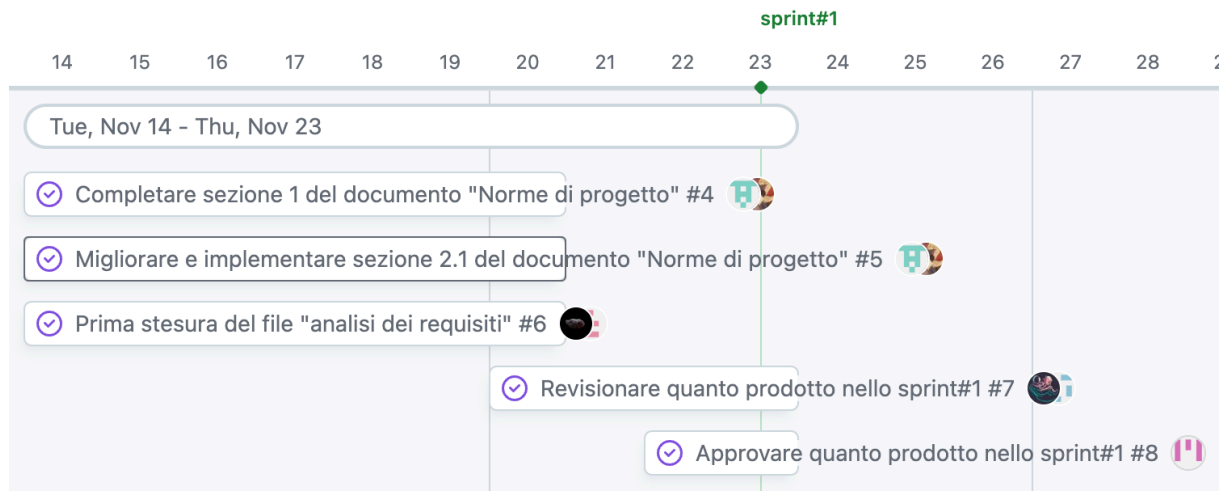 sprint#1
14 15 16 17 18 19 20 21 22 23 24 25 26 27 28
Tue, Nov 14 - Thu, Nov 23
Completare sezione 1 del documento "Norme di progetto" #4
Migliorare e implementare sezione 2.1 del documento "Norme di progetto" #5
Prima stesura del file "analisi dei requisiti" #6
Revisionare quanto prodotto nello sprint#1 #7
Approvare quanto prodotto nello sprint#1 #8